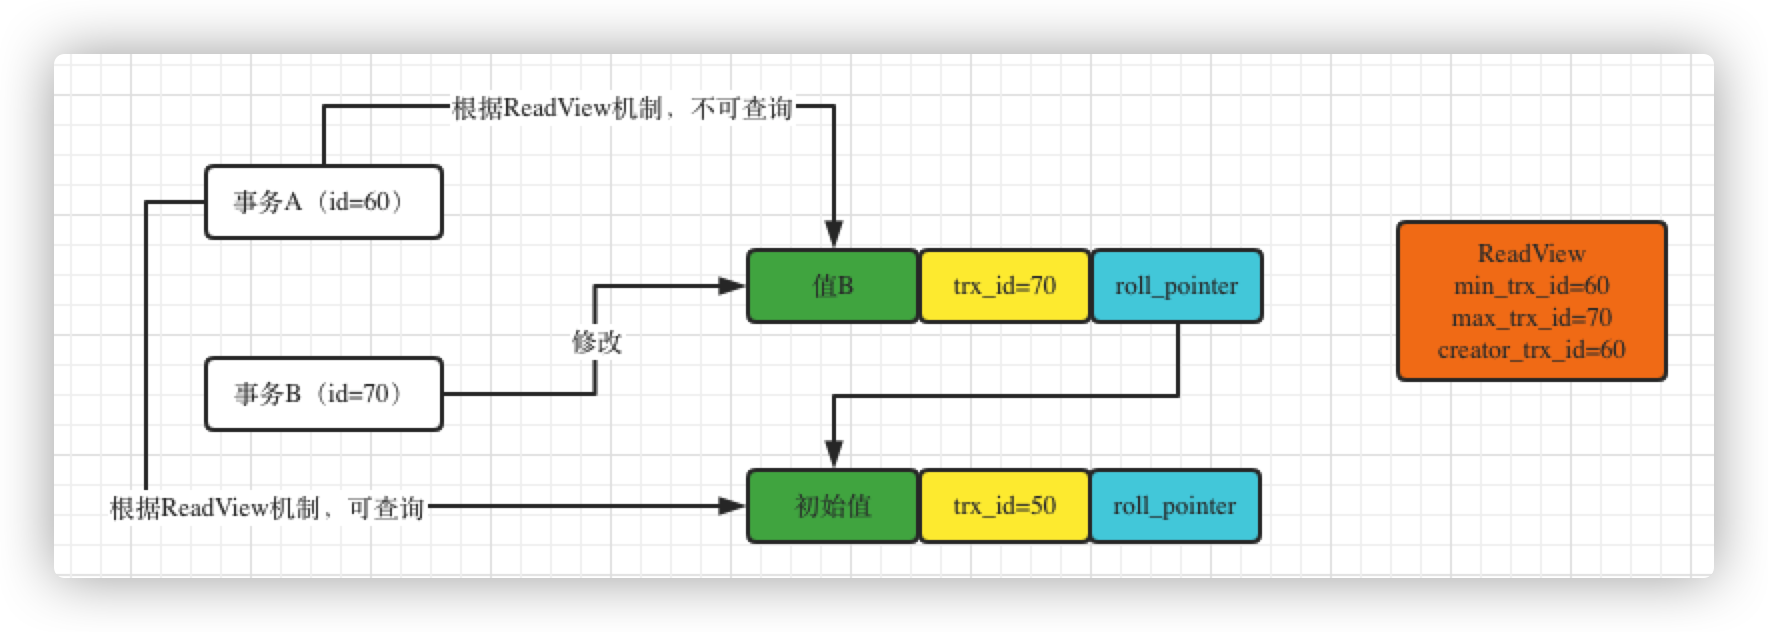 根据ReadView机制，不可查询
事务A（id=60）
值B
trx_id=70
roll_pointer
ReadView
min_trx_id=60
max_trx_id=70
creator_trx_id=60
修改
事务B（id=70）
根据ReadView机制，可查询
初始值
trx_id=50
roll_pointer